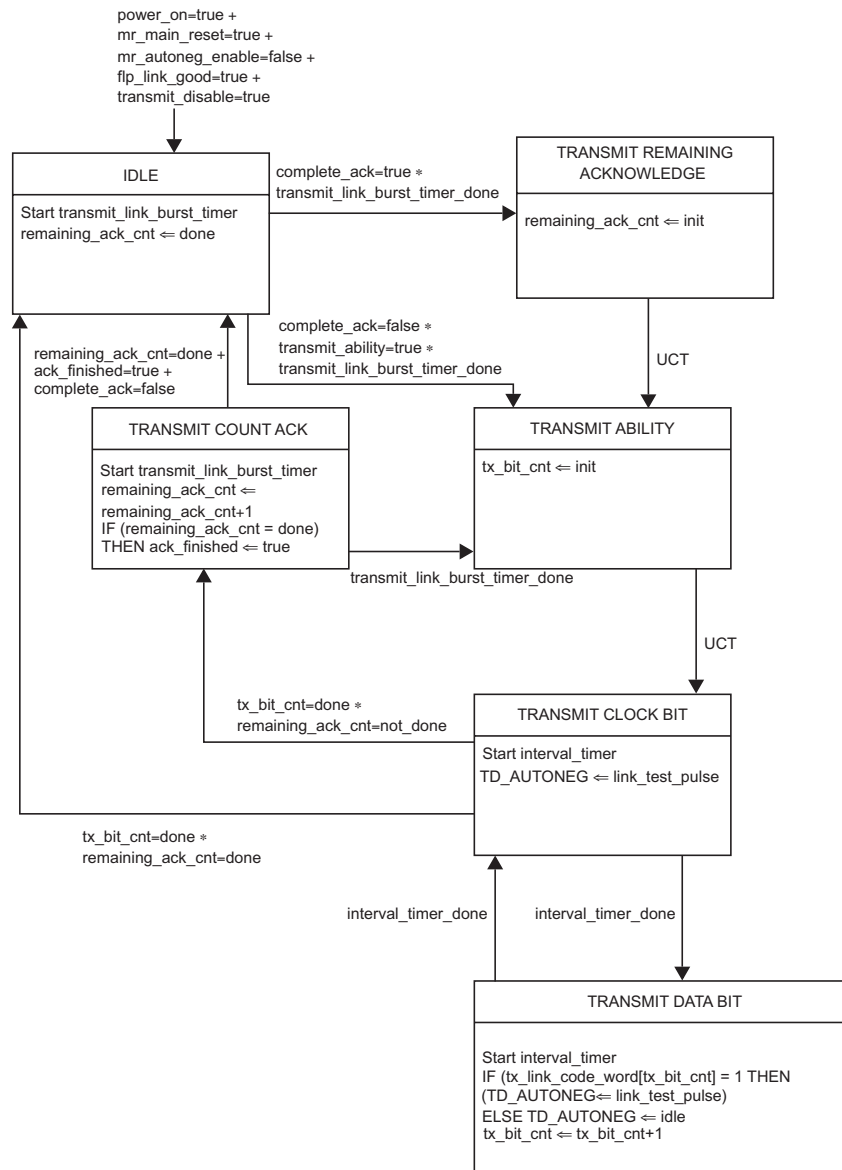 power_on=true +
mr_main_reset=true +
mr_autoneg_enable=false +
flp_link_good=true +
transmit_disable=true
IDLE
Start transmit_link_burst_timer
remaining_ack_cnt ⇐ done
complete_ack=true *
transmit_link_burst_timer_done
TRANSMIT REMAINING
ACKNOWLEDGE
remaining_ack_cnt ⇐ init
remaining_ack_cnt=done +
ack_finished=true +
complete_ack=false
complete_ack=false *
transmit_ability=true *
transmit_link_burst_timer_done
UCT
TRANSMIT COUNT ACK
Start transmit_link_burst_timer
remaining_ack_cnt ⇐
remaining_ack_cnt+1
IF (remaining_ack_cnt = done)
THEN ack_finished ⇐ true
TRANSMIT ABILITY
tx_bit_cnt ⇐ init
transmit_link_burst_timer_done
UCT
tx_bit_cnt=done *
remaining_ack_cnt=not_done
TRANSMIT CLOCK BIT
Start interval_timer
TD_AUTONEG ⇐ link_test_pulse
tx_bit_cnt=done *
remaining_ack_cnt=done
interval_timer_done
interval_timer_done
TRANSMIT DATA BIT
Start interval_timer
IF (tx_link_code_word[tx_bit_cnt] = 1 THEN
(TD_AUTONEG⇐ link_test_pulse)
ELSE TD_AUTONEG ⇐ idle
tx_bit_cnt ⇐ tx_bit_cnt+1